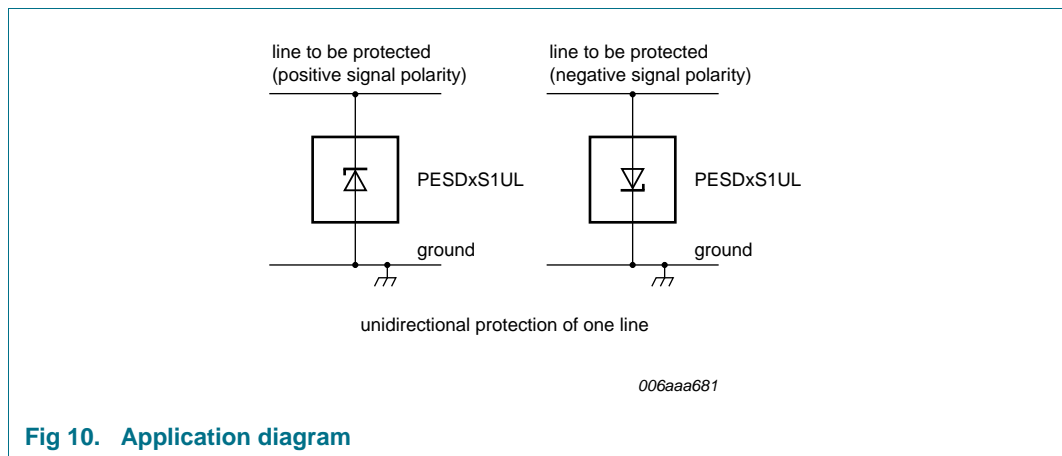 line to be protected
(positive signal polarity)
line to be protected
(negative signal polarity)
PESDxS1UL
PESDxS1UL
ground
ground
unidirectional protection of one line
006aaa681
Fig 10. Application diagram